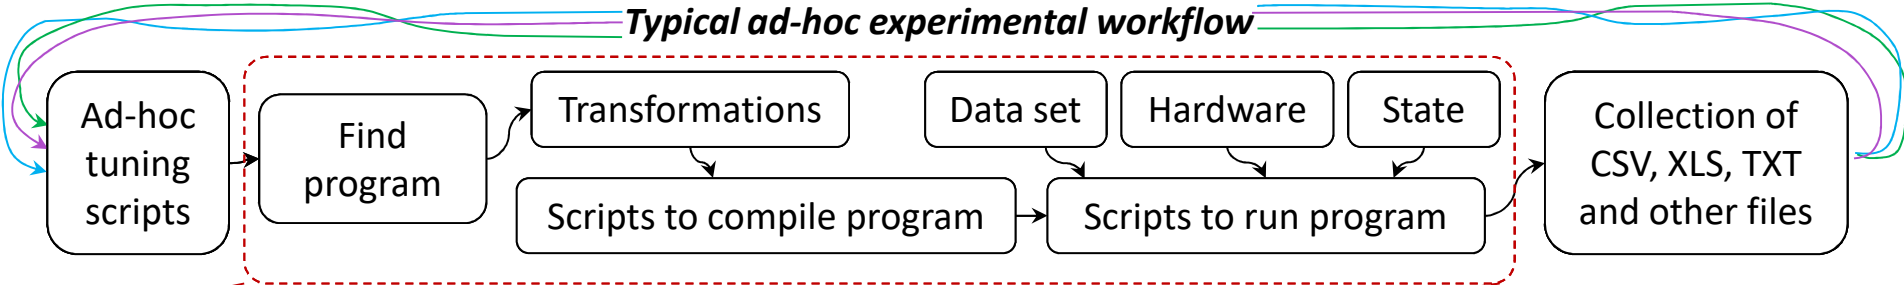 Typical ad-hoc experimental workflow
Ad-hoc
tuning
scripts
Find
program
Transformations
Scripts to compile program
Data set
Hardware
State
Scripts to run program
Collection of
CSV, XLS, TXT
and other files